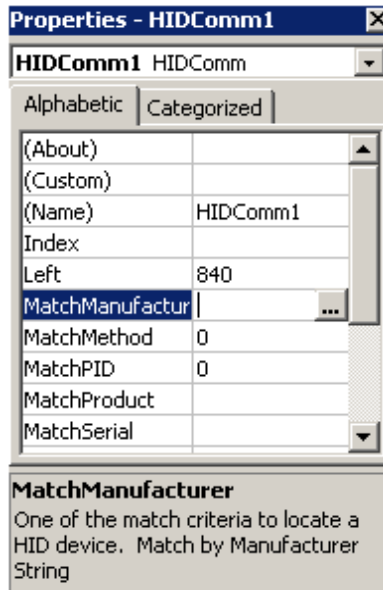 Properties - HIDComm1
HIDComm1 HIDComm
Alphabetic Categorized
(About)
(Custom)
(Name) HIDComm1
Index
Left 840
MatchManufactur ...
MatchMethod 0
MatchPID 0
MatchProduct
MatchSerial
MatchManufacturer
One of the match criteria to locate a
HID device. Match by Manufacturer
String